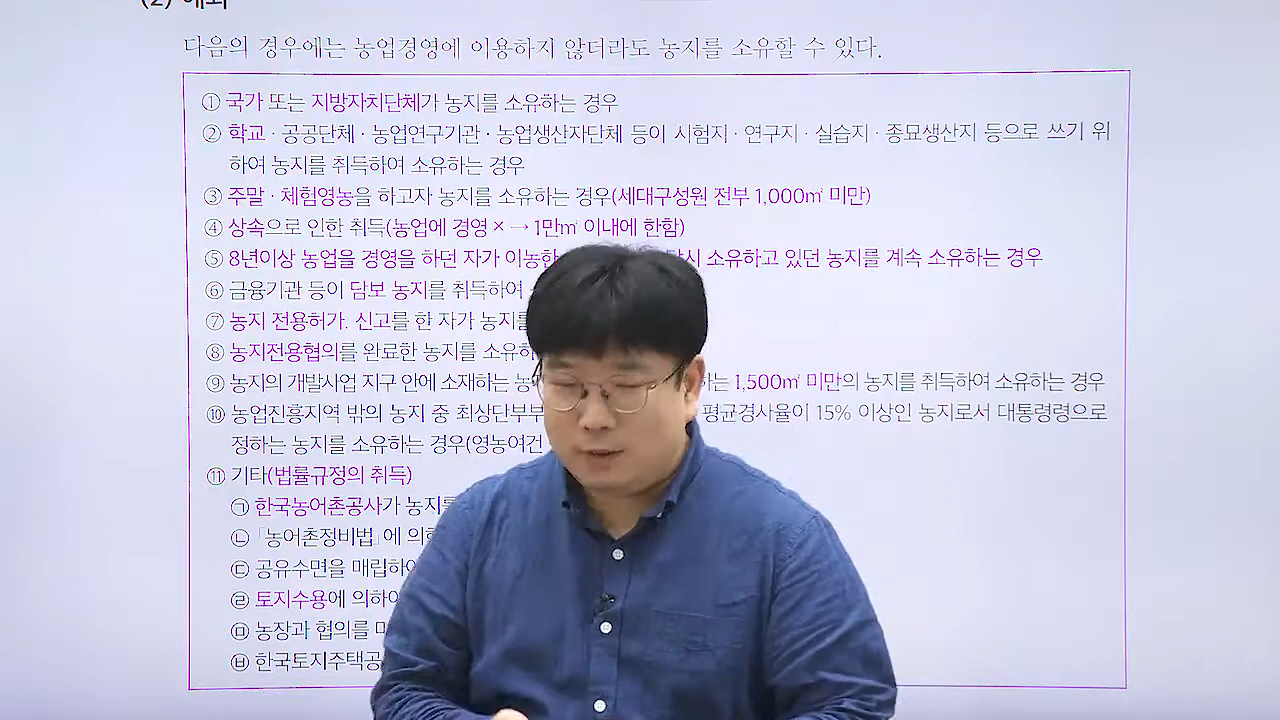 (2) 예외
다음의 경우에는 농업경영에 이용하지 않더라도 농지를 소유할 수 있다.
① 국가 또는 지방자치단체가 농지를 소유하는 경우
② 학교·공공단체·농업연구기관·농업생산자단체 등이 시험지·연구지·실습지·종묘생산지 등으로 쓰기 위
하여 농지를 취득하여 소유하는 경우
③ 주말·체험영농을 하고자 농지를 소유하는 경우(세대구성원 전부 1,000㎡ 미만)
④ 상속으로 인한 취득(농업에 경영× → 1만㎡ 이내에 한함)
⑤ 8년이상 농업을 경영을 하던 자가 이농한 당시 소유하고 있던 농지를 계속 소유하는 경우
⑥ 금융기관 등이 담보 농지를 취득하여
⑦ 농지 전용허가. 신고를 한 자가 농지를
⑧ 농지전용협의를 완료한 농지를 소유하
⑨ 농지의 개발사업 지구 안에 소재하는 농 는 1,500㎡ 미만의 농지를 취득하여 소유하는 경우
⑩ 농업진흥지역 밖의 농지 중 최상단부부 평균경사율이 15% 이상인 농지로서 대통령령으로
정하는 농지를 소유하는 경우(영농여건
⑪ 기타(법률규정의 취득)
㉠ 한국농어촌공사가 농지를
㉡ 「농어촌정비법」에 의하
㉢ 공유수면을 매립하여
㉣ 토지수용에 의하여
㉤ 농장과 협의를 마
㉥ 한국토지주택공